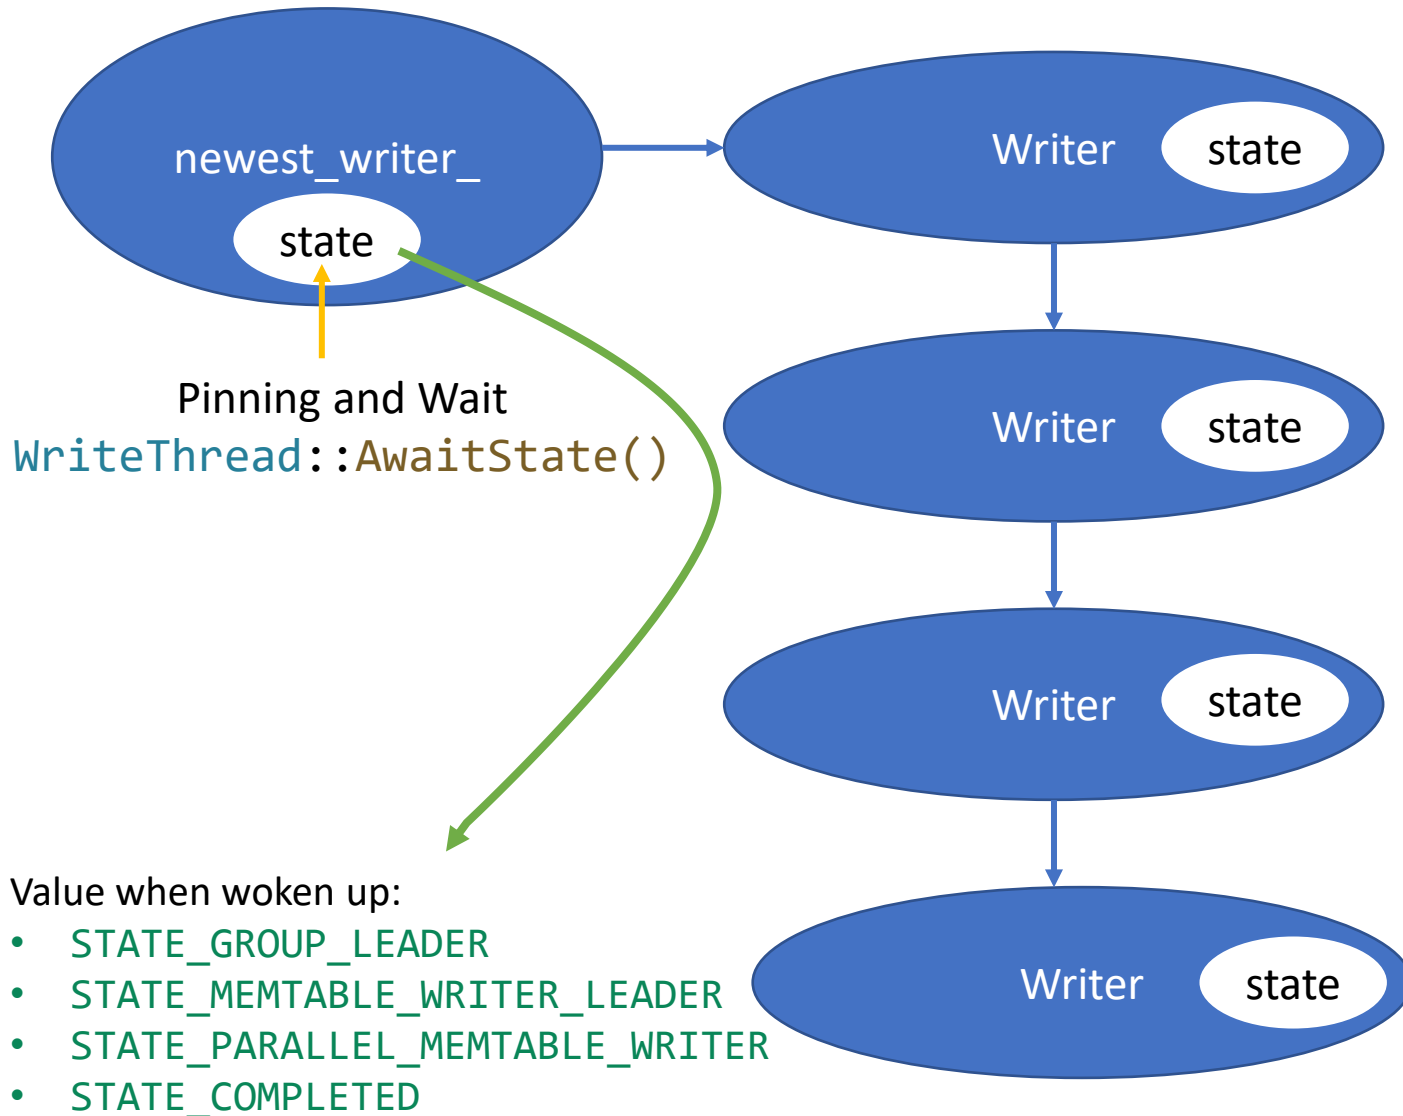 newest_writer_
state
Writer
state
Pinning and Wait
WriteThread::AwaitState()
Writer
state
Writer
state
Writer
state
Value when woken up:
• STATE_GROUP_LEADER
• STATE_MEMTABLE_WRITER_LEADER
• STATE_PARALLEL_MEMTABLE_WRITER
• STATE_COMPLETED